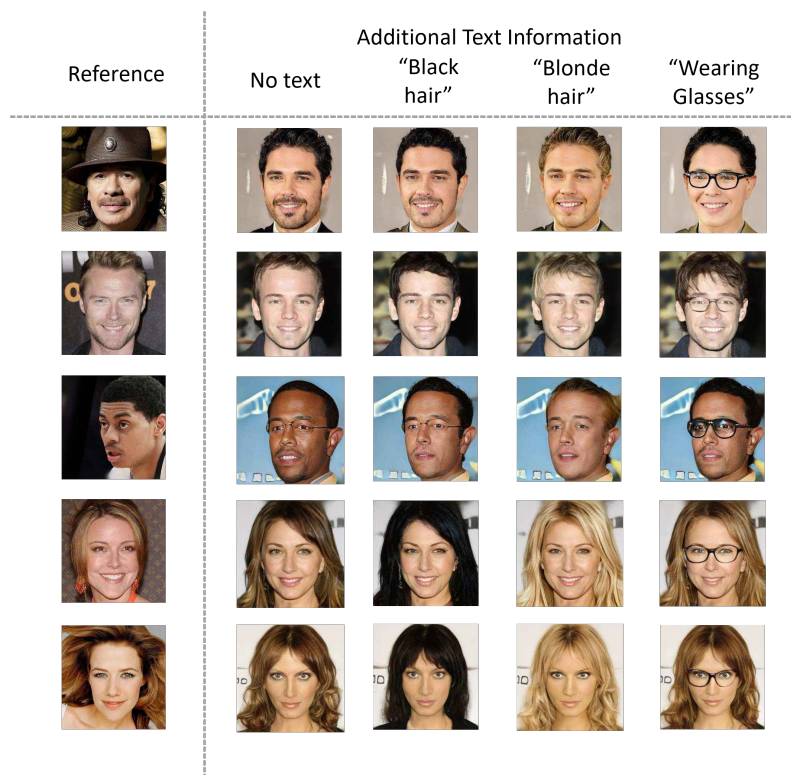 Additional Text Information
Reference
No text
“Black
hair”
“Blonde
hair”
“Wearing
Glasses”